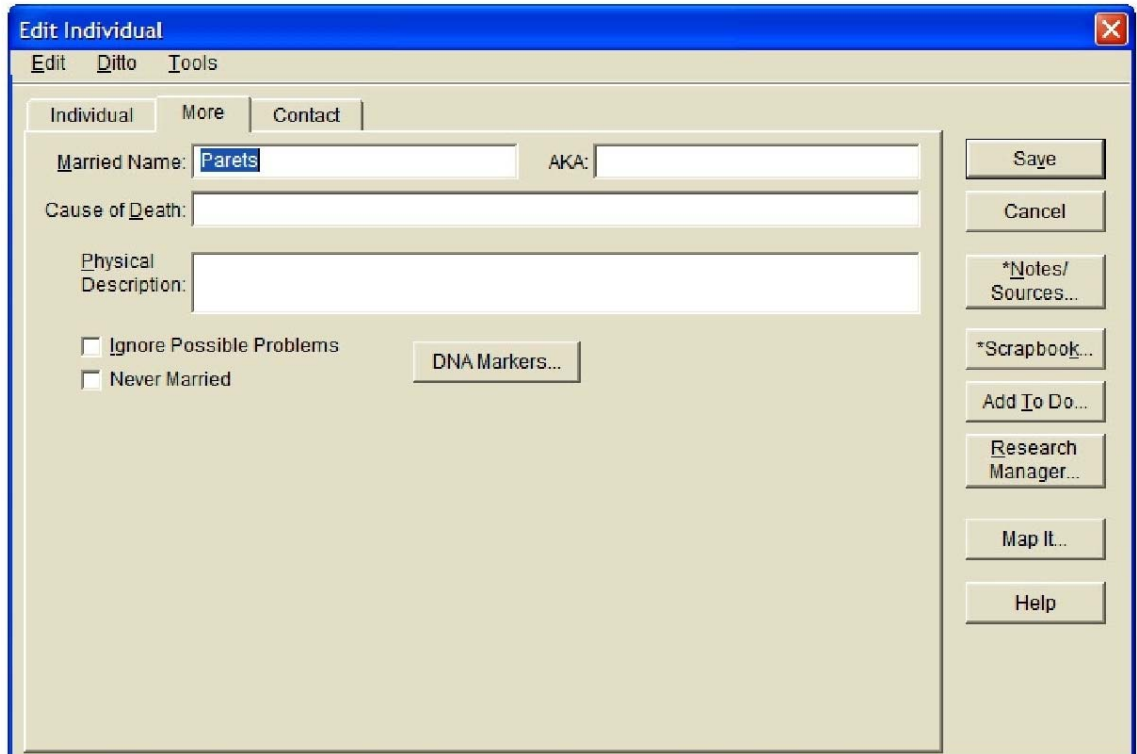 Edit Individual
Edit Ditto Tools
Individual More Contact
Married Name: Parets AKA:
Cause of Death:
Physical
Description:
Ignore Possible Problems
Never Married
DNA Markers...
Save
Cancel
*Notes/
Sources...
*Scrapbook...
Add To Do...
Research
Manager...
Map It...
Help